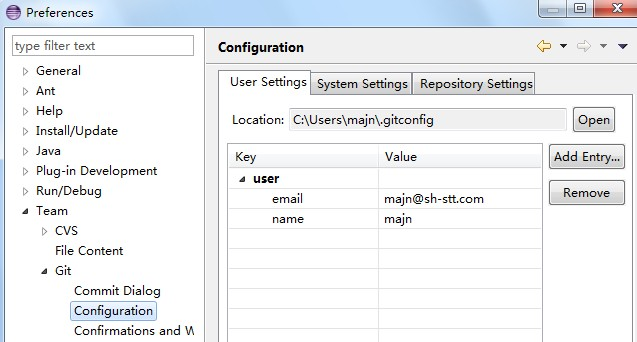 Preferences
type filter text
General
Ant
Help
Install/Update
Java
Plug-in Development
Run/Debug
Team
CVS
File Content
Git
Commit Dialog
Configuration
Confirmations and W
Configuration
User Settings System Settings Repository Settings
Location: C:\Users\majn\.gitconfig Open
Key Value Add Entry...
user
email majn@sh-stt.com Remove
name majn